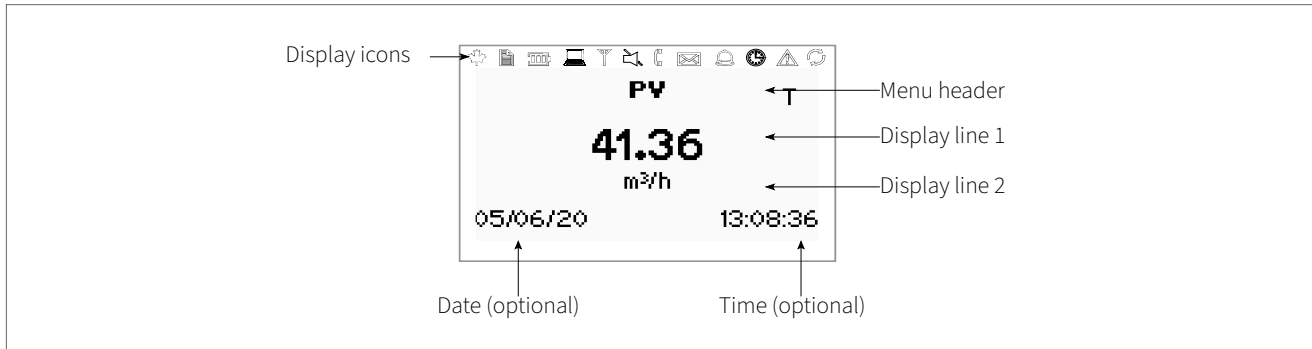 Display icons
PV
T
Menu header
41.36
Display line 1
m³/h
Display line 2
05/06/20 13:08:36
Date (optional) Time (optional)